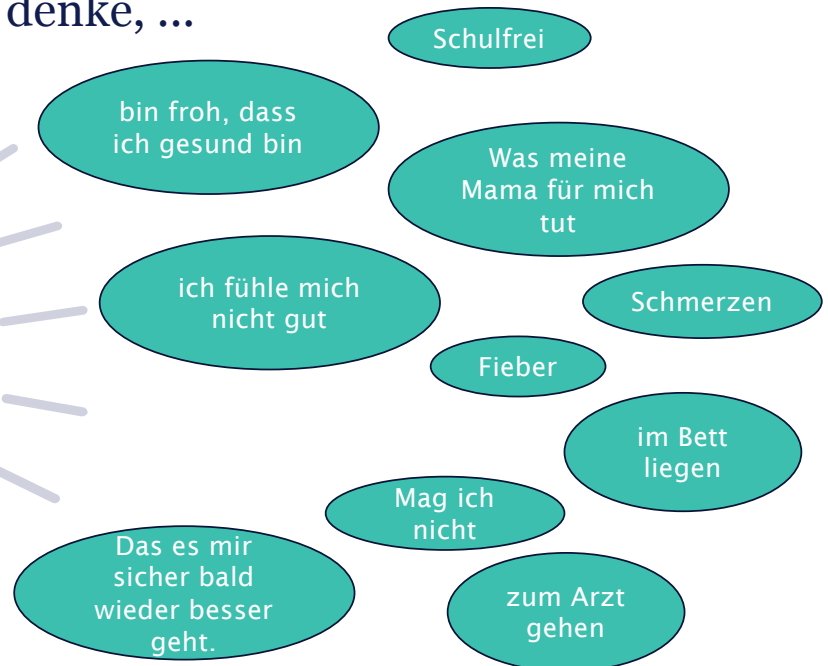 denke, ...
Schulfrei
bin froh, dass
ich gesund bin
Was meine
Mama für mich
tut
ich fühle mich
nicht gut
Schmerzen
Fieber
im Bett
liegen
Mag ich
nicht
Das es mir
sicher bald
wieder besser
geht.
zum Arzt
gehen